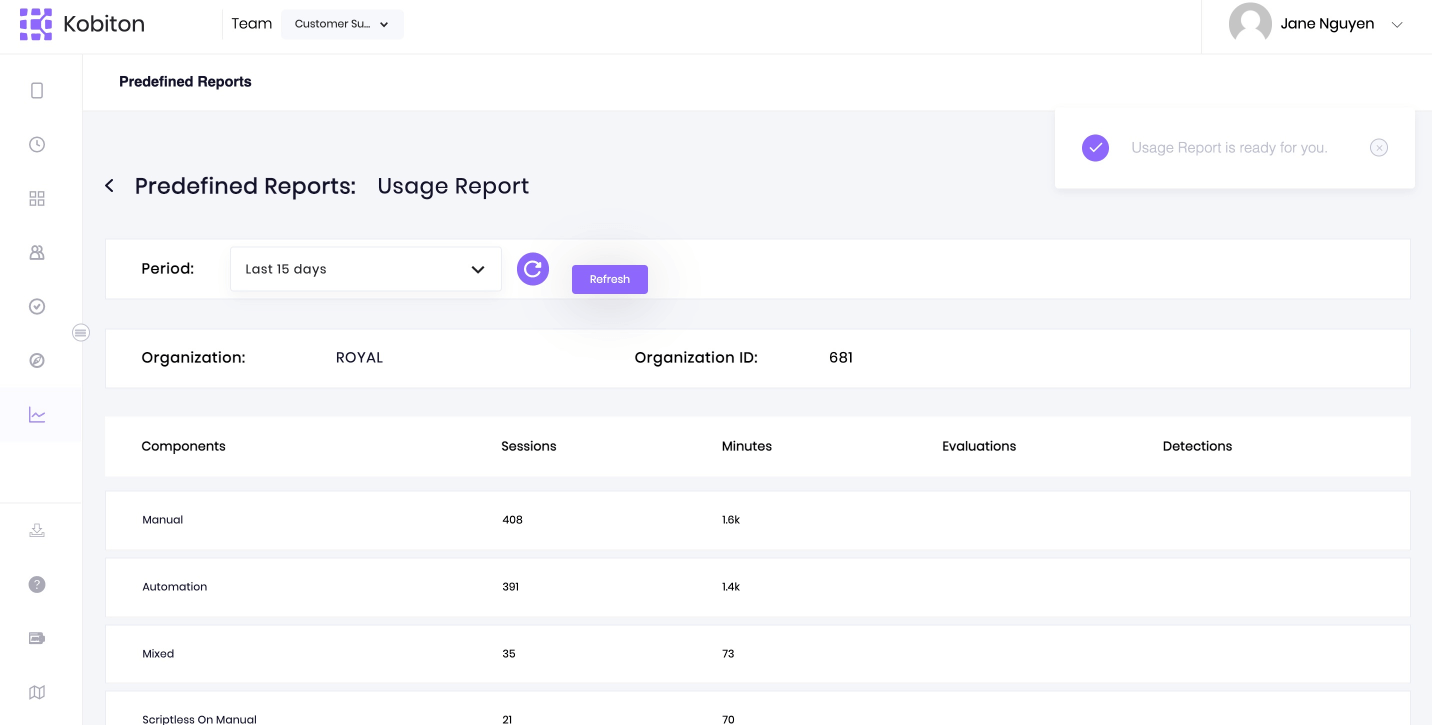 Kobiton
Team
Customer Su...
Jane Nguyen
Predefined Reports
Usage Report is ready for you.
Predefined Reports: Usage Report
Period:
Last 15 days
Refresh
Organization: ROYAL Organization ID: 681
Components Sessions Minutes Evaluations Detections
Manual 408 1.6k
Automation 391 1.4k
Mixed 35 73
Scriptless On Manual 21 70